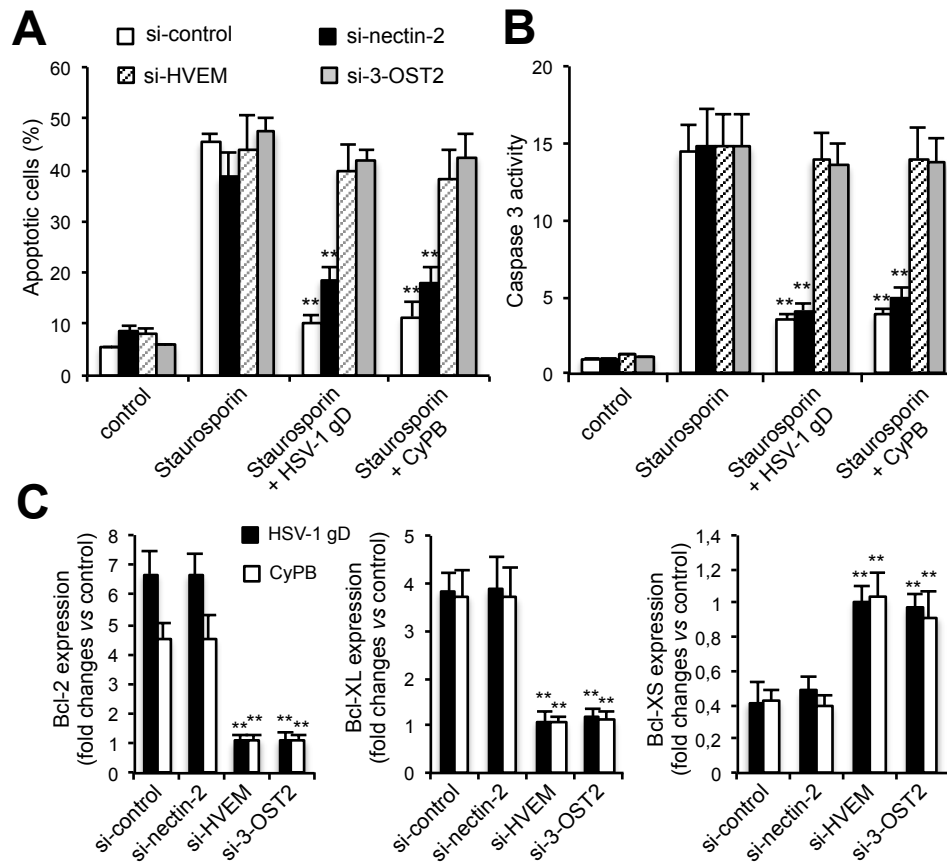 A
si-control
si-nectin-2
si-HVEM
si-3-OST2
Apoptotic cells (%)
60
50
40
30
20
10
0
**
**
**
**
control
Staurosporin
Staurosporin
+ HSV-1 gD
Staurosporin
+ CyPB
B
Caspase 3 activity
20
15
10
5
0
**
**
**
**
control
Staurosporin
Staurosporin
+ HSV-1 gD
Staurosporin
+ CyPB
C
HSV-1 gD
CyPB
Bcl-2 expression
(fold changes vs control)
8
7
6
5
4
3
2
1
0
** ** ** **
si-control
si-nectin-2
si-HVEM
si-3-OST2
Bcl-XL expression
(fold changes vs control)
5
4
3
2
1
0
** ** ** **
si-control
si-nectin-2
si-HVEM
si-3-OST2
Bcl-XS expression
(fold changes vs control)
1,4
1,2
1
0,8
0,6
0,4
0,2
0
** ** ** **
si-control
si-nectin-2
si-HVEM
si-3-OST2